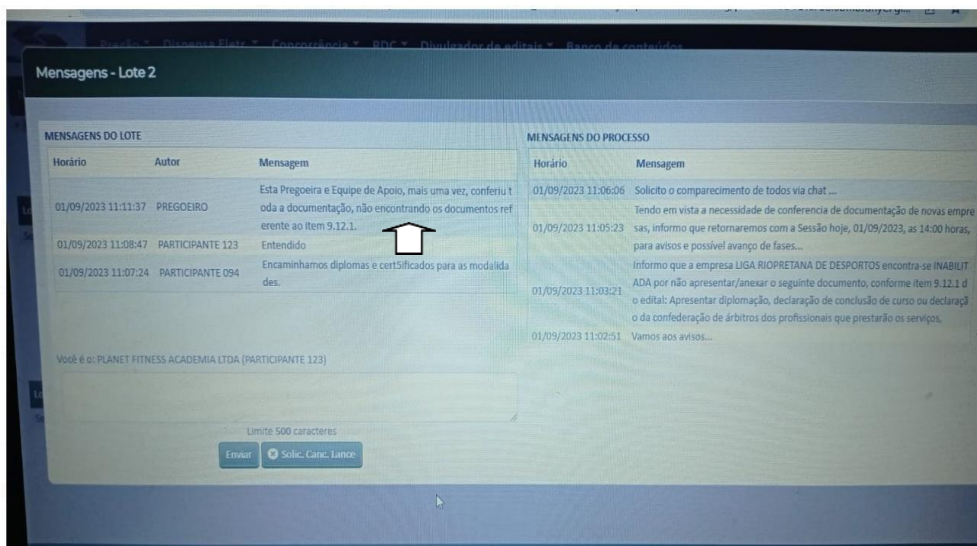 Pregão Dispensa Eletr. Concorrência RDC Divulgador de editais Banco de conteúdos
Mensagens - Lote 2
MENSAGENS DO LOTE
Horário Autor Mensagem
01/09/2023 11:11:37 PREGOEIRO Esta Pregoeira e Equipe de Apoio, mais uma vez, conferiu t
oda a documentação, não encontrando os documentos ref
erente ao item 9.12.1.
01/09/2023 11:08:47 PARTICIPANTE 123 Entendido
01/09/2023 11:07:24 PARTICIPANTE 094 Encaminhamos diplomas e cert5ificados para as modalida
des.
Você é o: PLANET FITNESS ACADEMIA LTDA (PARTICIPANTE 123)
Limite 500 caracteres
Enviar Solic. Canc. Lance
MENSAGENS DO PROCESSO
Horário Mensagem
01/09/2023 11:06:06 Solicito o comparecimento de todos via chat ...
01/09/2023 11:05:23 Tendo em vista a necessidade de conferencia de documentação de novas empre
sas, informo que retornaremos com a Sessão hoje, 01/09/2023, as 14:00 horas,
para avisos e possível avanço de fases...
01/09/2023 11:03:21 Informo que a empresa LIGA RIOPRETANA DE DESPORTOS encontra-se INABILIT
ADA por não apresentar/anexar o seguinte documento, conforme item 9.12.1 d
o edital: Apresentar diplomação, declaração de conclusão de curso ou declaraçã
o da confederação de árbitros dos profissionais que prestarão os serviços,
01/09/2023 11:02:51 Vamos aos avisos...